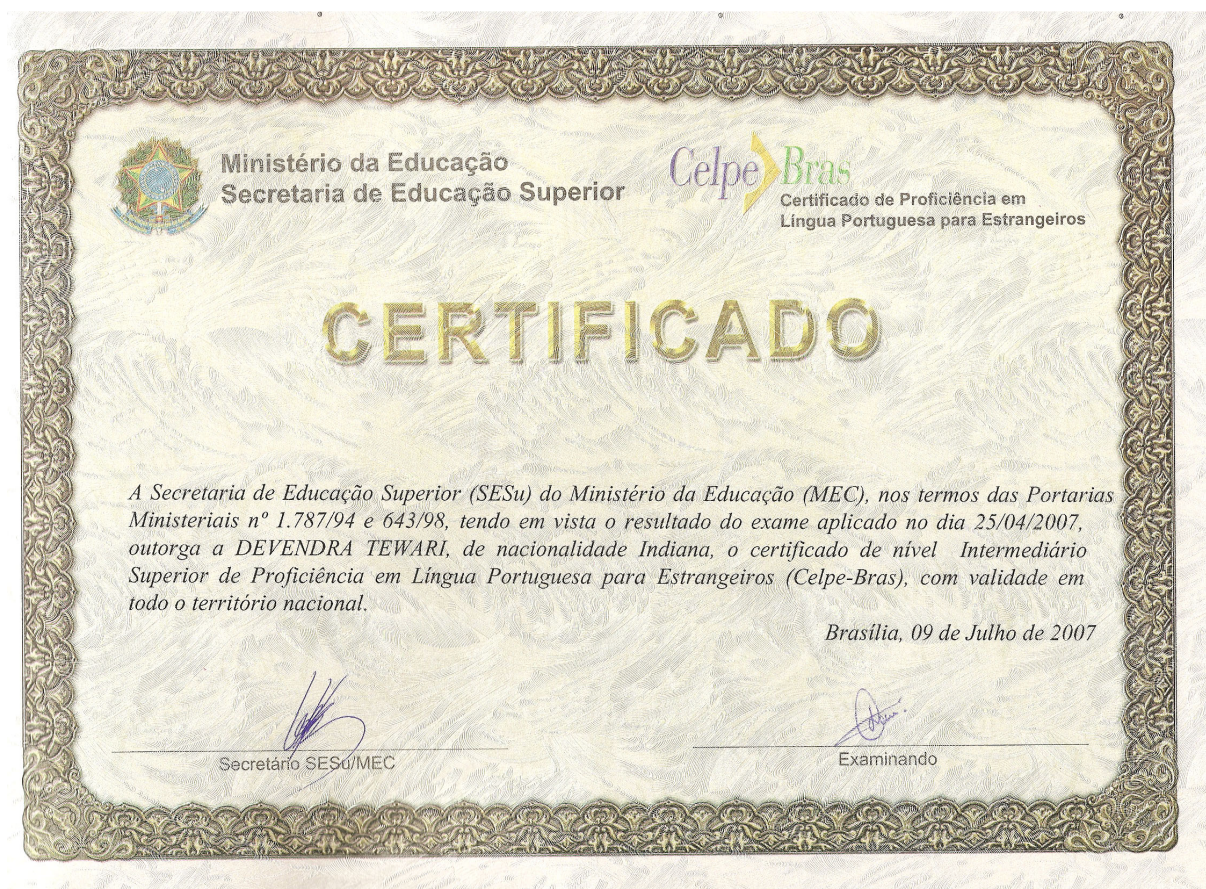 Ministério da Educação
Secretaria de Educação Superior
Celpe Bras
Certificado de Proficiência em
Língua Portuguesa para Estrangeiros
CERTIFICADO
A Secretaria de Educação Superior (SESu) do Ministério da Educação (MEC), nos termos das Portarias
Ministeriais nº 1.787/94 e 643/98, tendo em vista o resultado do exame aplicado no dia 25/04/2007,
outorga a DEVENDRA TEWARI, de nacionalidade Indiana, o certificado de nível Intermediário
Superior de Proficiência em Língua Portuguesa para Estrangeiros (Celpe-Bras), com validade em
todo o território nacional.
Brasília, 09 de Julho de 2007
Secretário SESu/MEC
Examinando